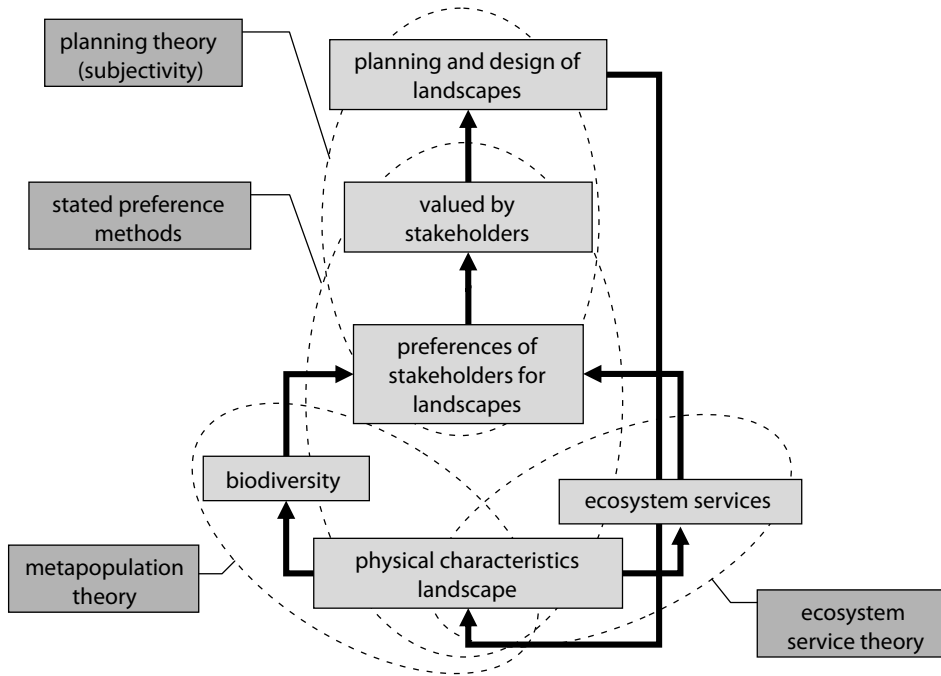 planning theory
(subjectivity)
planning and design of
landscapes
stated preference
methods
valued by
stakeholders
preferences of
stakeholders for
landscapes
biodiversity
ecosystem services
metapopulation
theory
physical characteristics
landscape
ecosystem
service theory